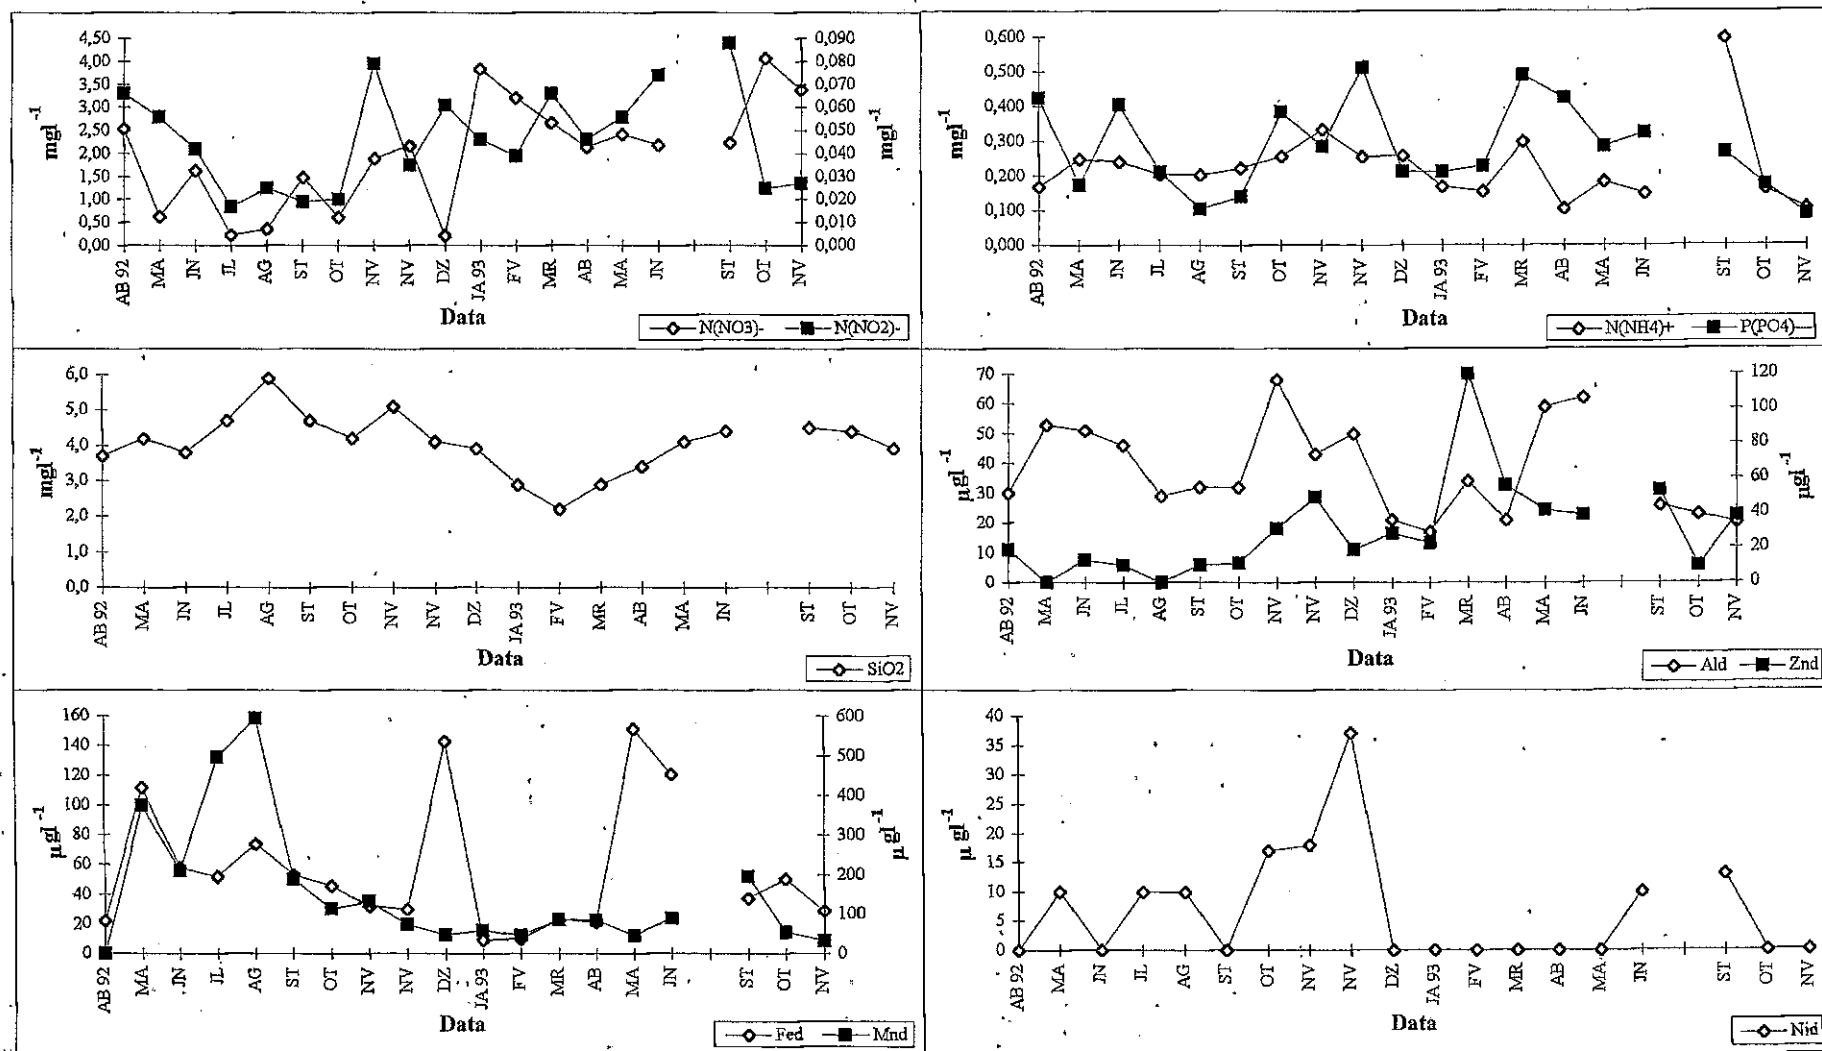 4,50
4,00
3,50
3,00
2,50
2,00
1,50
1,00
0,50
0,00
mgl⁻¹
0,090
0,080
0,070
0,060
0,050
0,040
0,030
0,020
0,010
0,000
mgl⁻¹
AB 92 MA JN JL AG ST OT NV NV DZ JA 93 FV MR AB MA JN ST OT NV
Data
N(NO3)- N(NO2)-
0,600
0,500
0,400
0,300
0,200
0,100
0,000
mgl⁻¹
AB 92 MA JN JL AG ST OT NV NV DZ JA 93 FV MR AB MA JN ST OT NV
Data
N(NH4)+ P(PO4)---
6,0
5,0
4,0
3,0
2,0
1,0
0,0
mgl⁻¹
AB 92 MA JN JL AG ST OT NV NV DZ JA 93 FV MR AB MA JN ST OT NV
Data
SiO2
70
60
50
40
30
20
10
0
µgl⁻¹
120
100
80
60
40
20
0
µgl⁻¹
AB 92 MA JN JL AG ST OT NV NV DZ JA 93 FV MR AB MA JN ST OT NV
Data
Ald Znd
160
140
120
100
80
60
40
20
0
µgl⁻¹
600
500
400
300
200
100
0
µgl⁻¹
AB 92 MA JN JL AG ST OT NV NV DZ JA 93 FV MR AB MA JN ST OT NV
Data
Fed Mnd
40
35
30
25
20
15
10
5
0
µgl⁻¹
AB 92 MA JN JL AG ST OT NV NV DZ JA 93 FV MR AB MA JN ST OT NV
Data
Nid